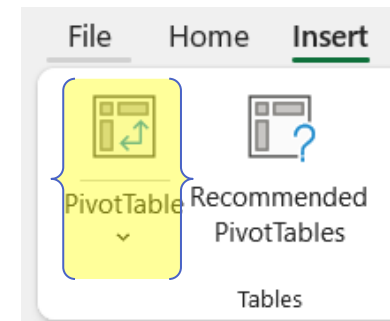 File Home Insert
PivotTable
Recommended
PivotTables
Tables